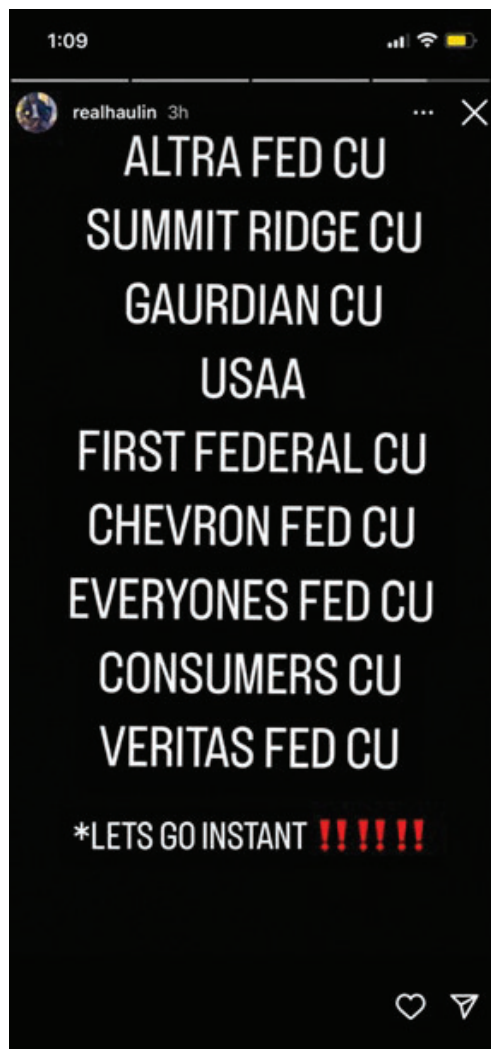 1:09
realhaulin 3h
ALTRA FED CU
SUMMIT RIDGE CU
GAURDIAN CU
USAA
FIRST FEDERAL CU
CHEVRON FED CU
EVERYONES FED CU
CONSUMERS CU
VERITAS FED CU
*LETS GO INSTANT ‼️‼️‼️